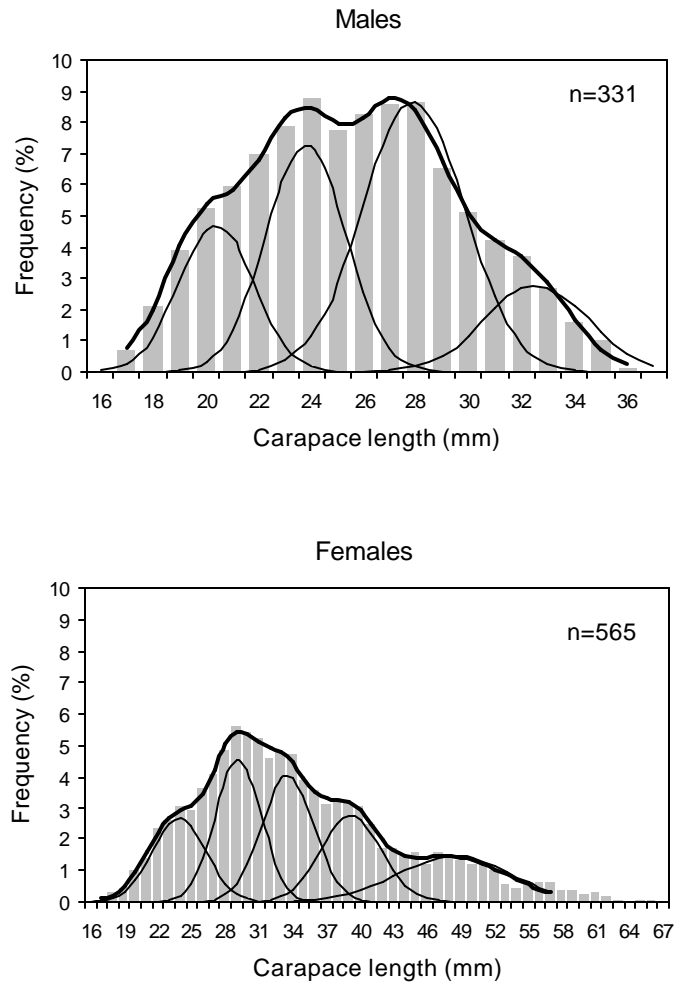 Males
n=331
Frequency (%)
10
9
8
7
6
5
4
3
2
1
0
16 18 20 22 24 26 28 30 32 34 36
Carapace length (mm)
Females
n=565
Frequency (%)
10
9
8
7
6
5
4
3
2
1
0
16 19 22 25 28 31 34 37 40 43 46 49 52 55 58 61 64 67
Carapace length (mm)